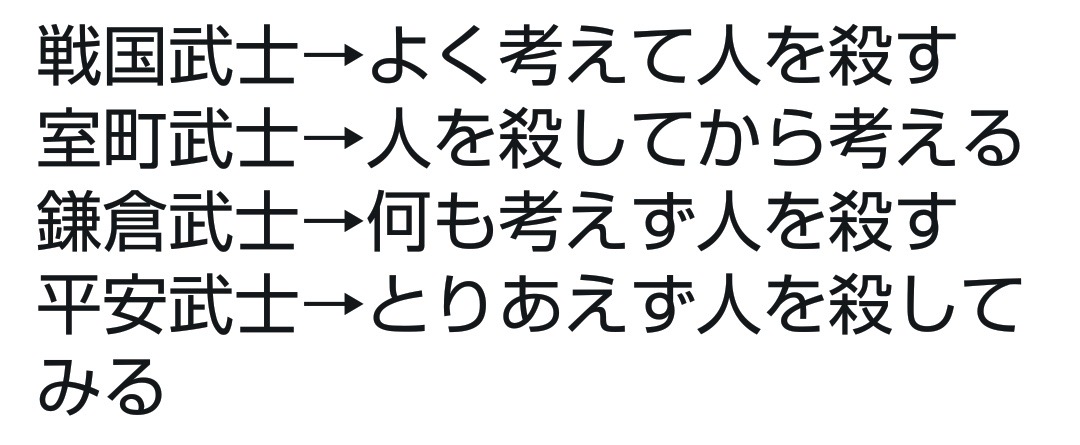 戦国武士→よく考えて人を殺す
室町武士→人を殺してから考える
鎌倉武士→何も考えず人を殺す
平安武士→とりあえず人を殺して
みる